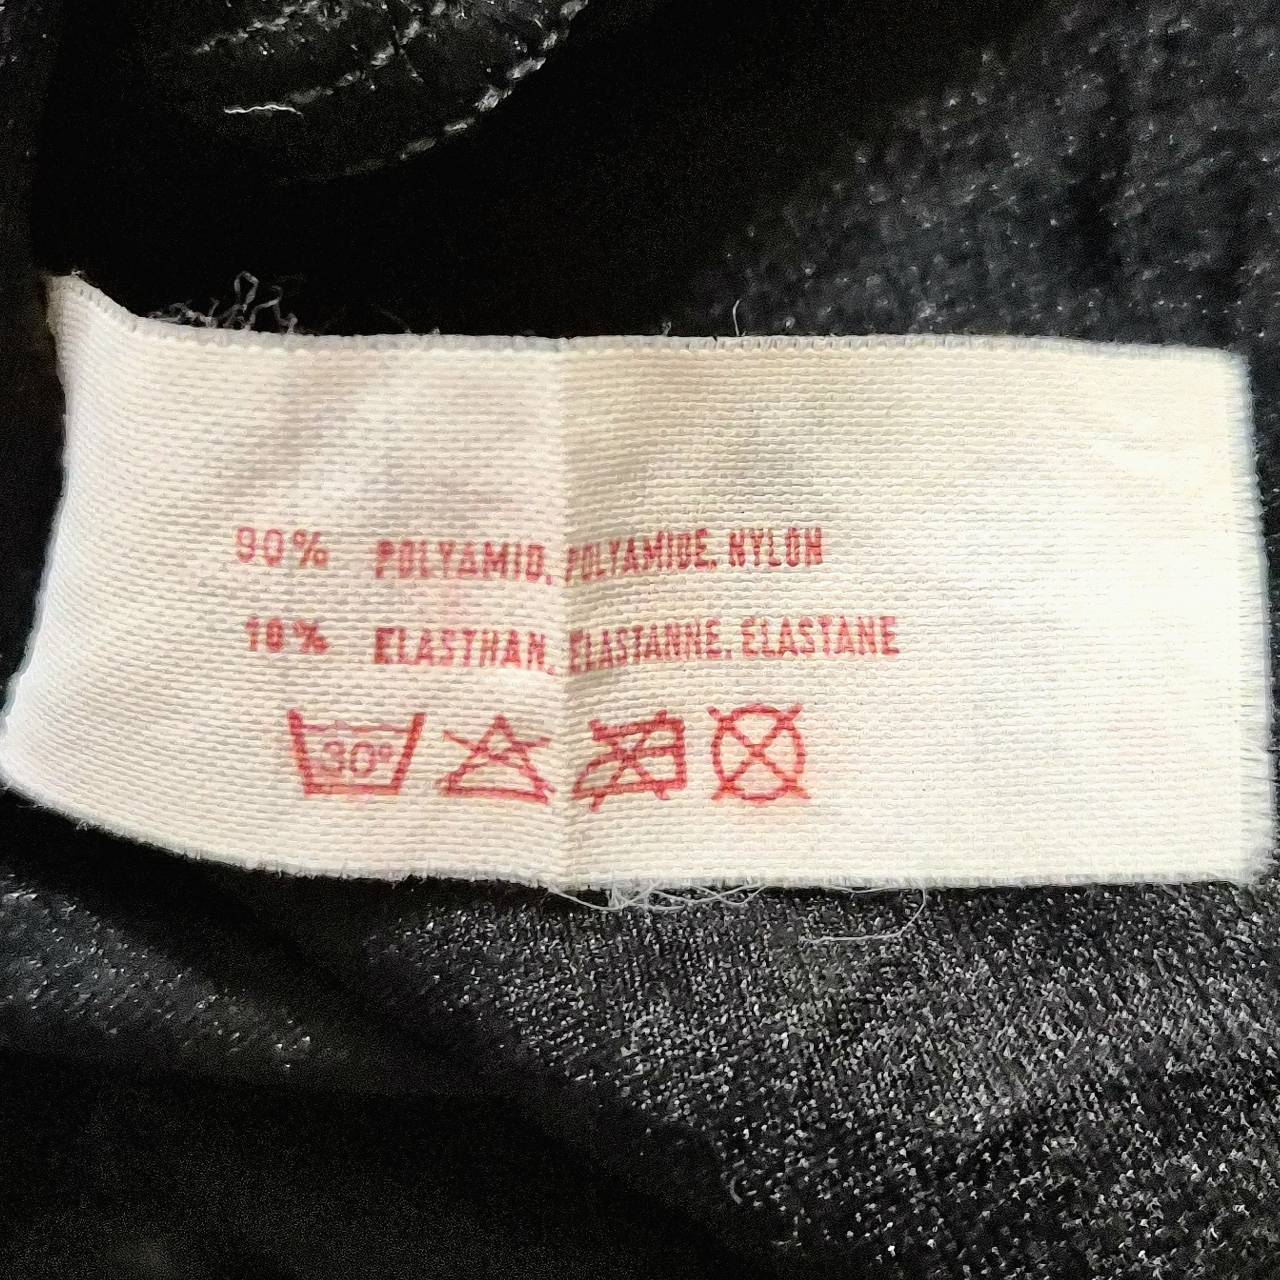 90% POLYAMID, POLYAMIDE, NYLON
10% ELASTHAN, ELASTANNE, ELASTANE
30°